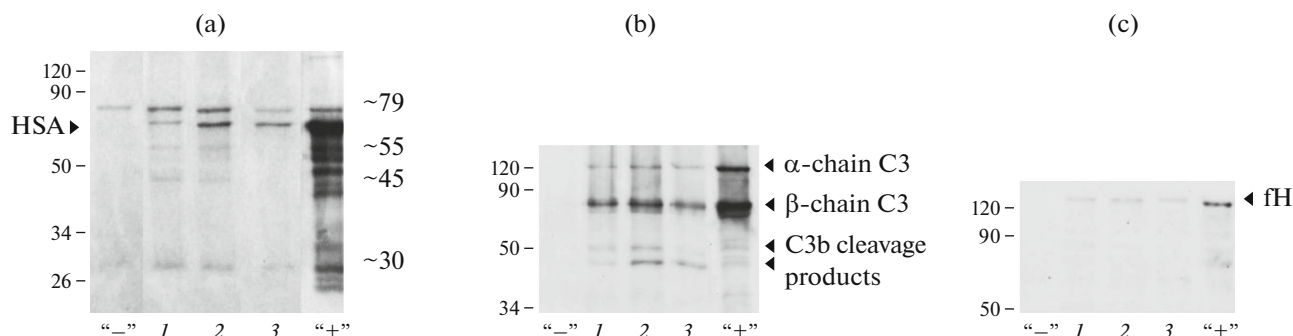 (a)
120
90
HSA
50
34
26
~79
~55
~45
~30
“−” 1 2 3 “+”
(b)
120
90
50
34
α-chain C3
β-chain C3
C3b cleavage
products
“−” 1 2 3 “+”
(c)
120
90
50
fH
“−” 1 2 3 “+”